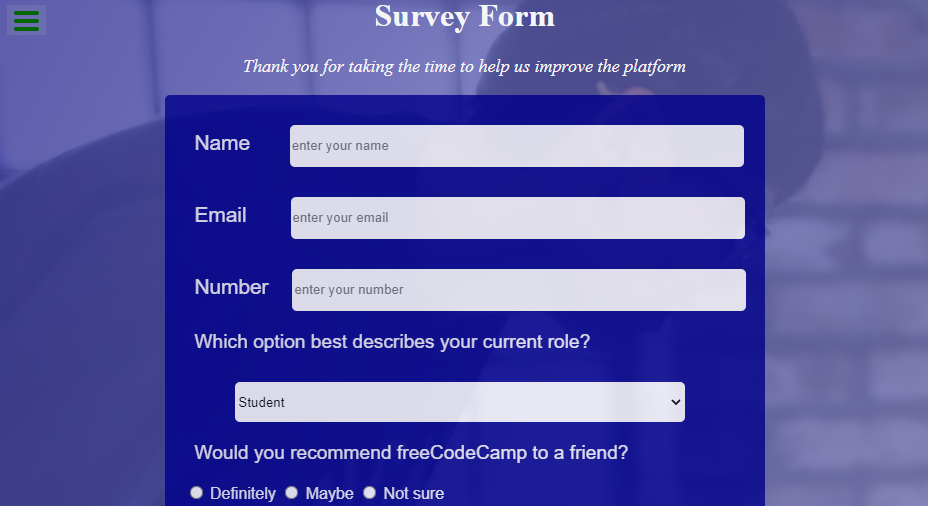 Survey Form
Thank you for taking the time to help us improve the platform
Name enter your name
Email enter your email
Number enter your number
Which option best describes your current role?
Student
Would you recommend freeCodeCamp to a friend?
Definitely Maybe Not sure